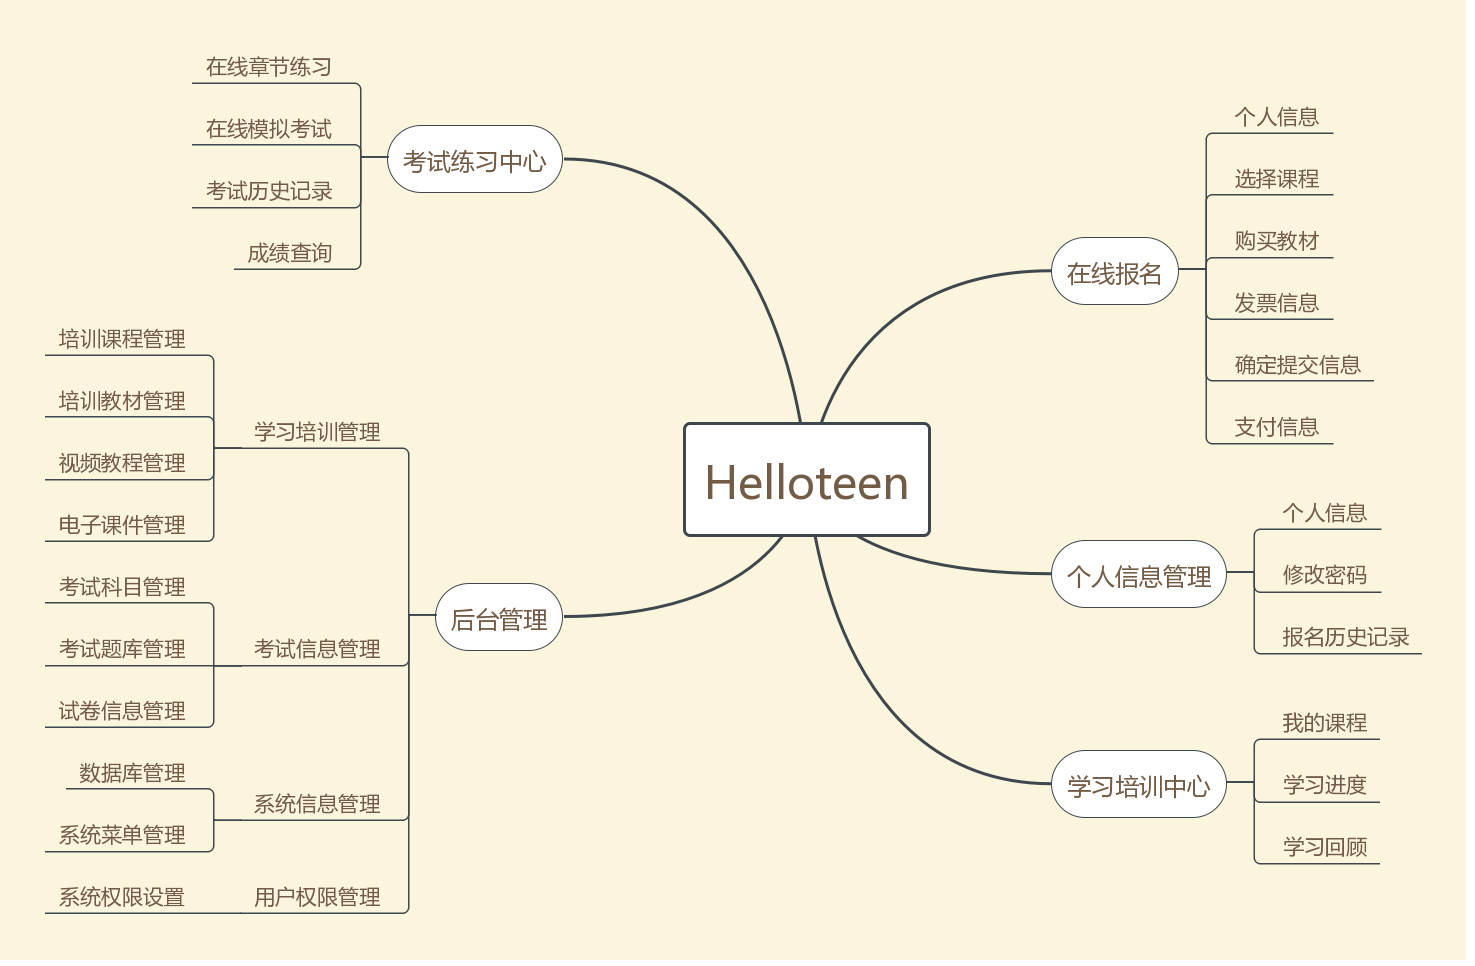 Helloteen
在线报名
个人信息
选择课程
购买教材
发票信息
确定提交信息
支付信息
个人信息管理
个人信息
修改密码
报名历史记录
学习培训中心
我的课程
学习进度
学习回顾
考试练习中心
在线章节练习
在线模拟考试
考试历史记录
成绩查询
后台管理
学习培训管理
培训课程管理
培训教材管理
视频教程管理
电子课件管理
考试信息管理
考试科目管理
考试题库管理
试卷信息管理
系统信息管理
数据库管理
系统菜单管理
用户权限管理
系统权限设置